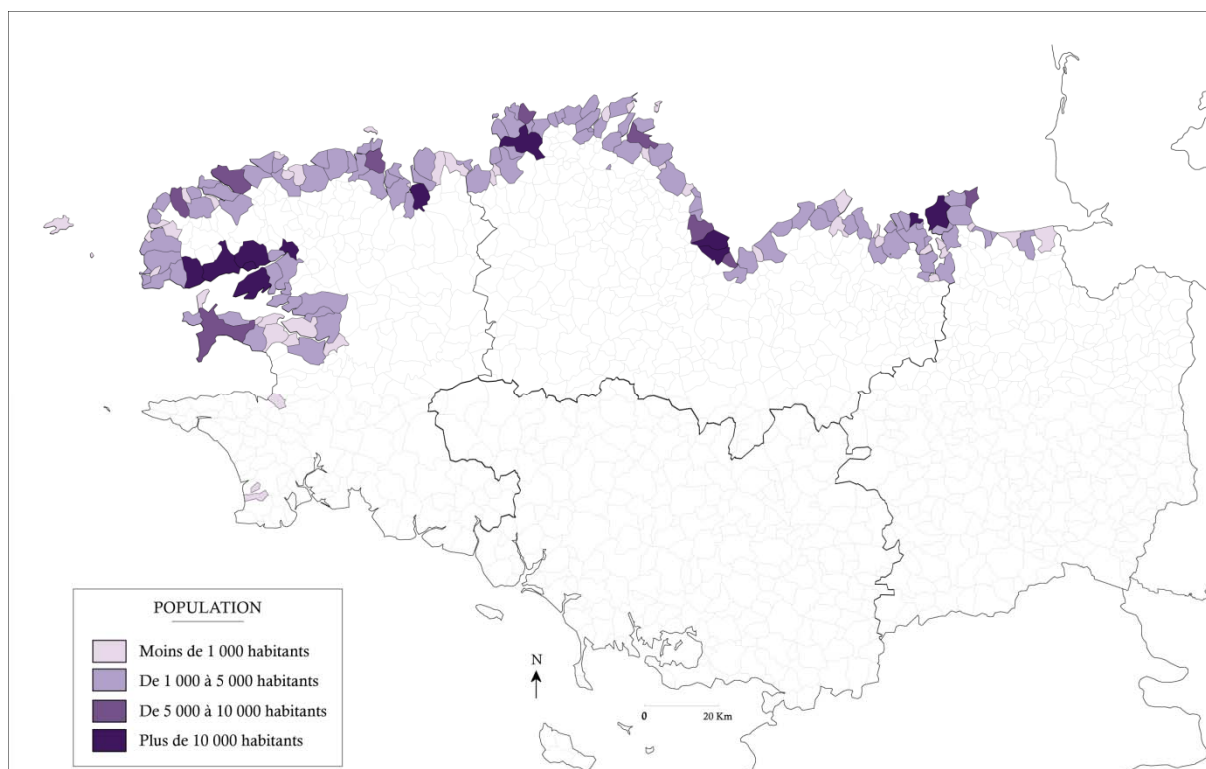 POPULATION
Moins de 1 000 habitants
De 1 000 à 5 000 habitants
De 5 000 à 10 000 habitants
Plus de 10 000 habitants
N
0 20 Km